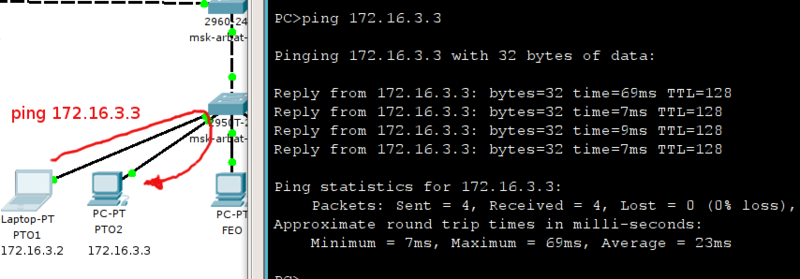 2960-24
msk-arbat-
ping 172.16.3.3
2950T-2
msk-arbat-
Laptop-PT
PTO1
172.16.3.2
PC-PT
PTO2
172.16.3.3
PC-PT
FEO
PC>ping 172.16.3.3
Pinging 172.16.3.3 with 32 bytes of data:
Reply from 172.16.3.3: bytes=32 time=69ms TTL=128
Reply from 172.16.3.3: bytes=32 time=7ms TTL=128
Reply from 172.16.3.3: bytes=32 time=9ms TTL=128
Reply from 172.16.3.3: bytes=32 time=7ms TTL=128
Ping statistics for 172.16.3.3:
Packets: Sent = 4, Received = 4, Lost = 0 (0% loss),
Approximate round trip times in milli-seconds:
Minimum = 7ms, Maximum = 69ms, Average = 23ms
PC>